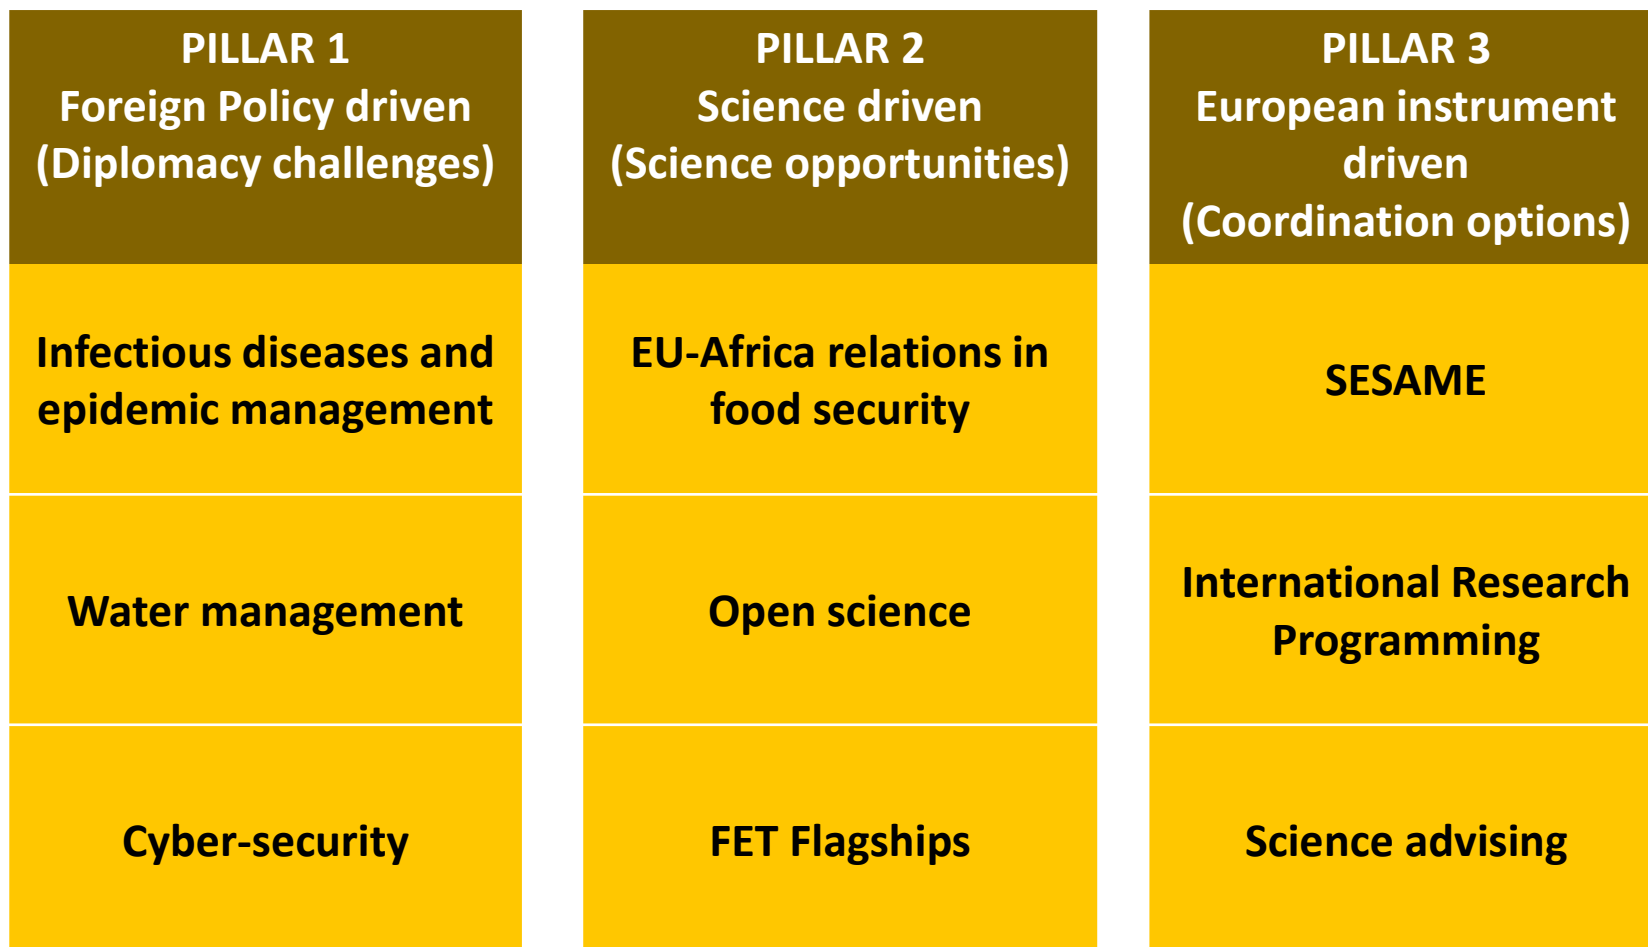 PILLAR 1
Foreign Policy driven
(Diplomacy challenges)
Infectious diseases and
epidemic management
Water management
Cyber-security
PILLAR 2
Science driven
(Science opportunities)
EU-Africa relations in
food security
Open science
FET Flagships
PILLAR 3
European instrument
driven
(Coordination options)
SESAME
International Research
Programming
Science advising